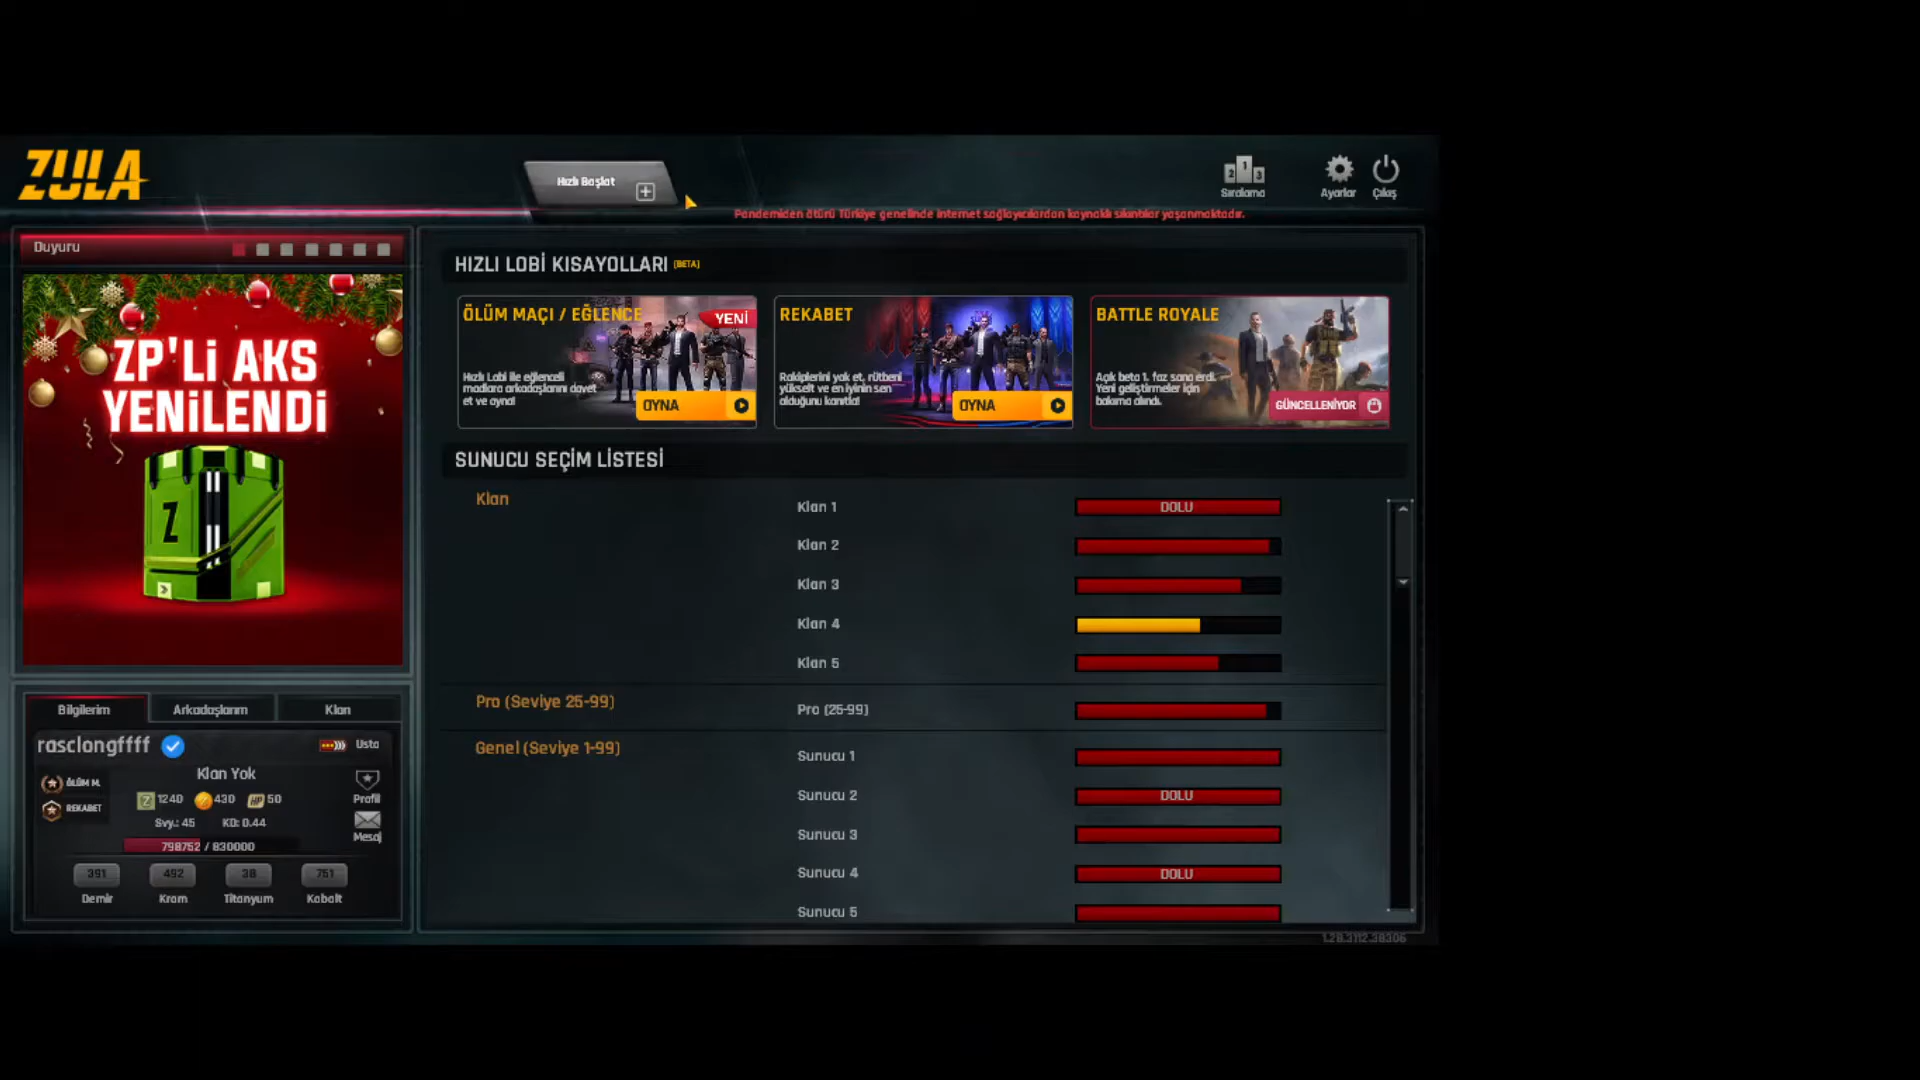 ZULA
Hızlı Başlat
Sıralama
Ayarlar
Çıkış
Pandemiden ötürü Türkiye genelinde internet sağlayıcılardan kaynaklı sıkıntılar yaşanmaktadır.
Duyuru
ZP'Lİ AKS
YENİLENDİ
Z
HIZLI LOBİ KISAYOLLARI [BETA]
ÖLÜM MAÇI / EĞLENCE
YENİ
Hızlı Lobi ile eğlenceli
modlara arkadaşlarını davet
et ve oyna!
OYNA
REKABET
Rakiplerini yok et, rütbeni
yükselt ve en iyinin sen
olduğunu kanıtla!
OYNA
BATTLE ROYALE
Açık beta 1. faz sona erdi.
Yeni geliştirmeler için
bakıma alındı.
GÜNCELLENİYOR
SUNUCU SEÇİM LİSTESİ
Klan
Klan 1
DOLU
Klan 2
Klan 3
Klan 4
Klan 5
Pro (Seviye 25-99)
Pro (25-99)
Genel (Seviye 1-99)
Sunucu 1
Sunucu 2
DOLU
Sunucu 3
Sunucu 4
DOLU
Sunucu 5
Bilgilerim
Arkadaşlarım
Klan
rasclongffff
Usta
Klan Yok
ÖLÜM M.
REKABET
Z 1240
430
HP 50
Profil
Svy.: 45
KD: 0.44
Mesaj
798752 / 830000
391
492
38
751
Demir
Krom
Titanyum
Kobalt
1.28.3112.38306